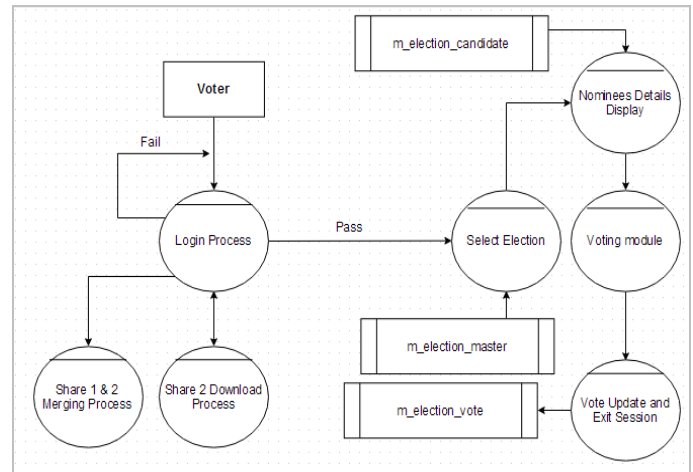 m_election_candidate
Voter
Nominees Details
Display
Fail
Login Process
Pass
Select Election
Voting module
m_election_master
Share 1 & 2
Merging Process
Share 2 Download
Process
m_election_vote
Vote Update and
Exit Session